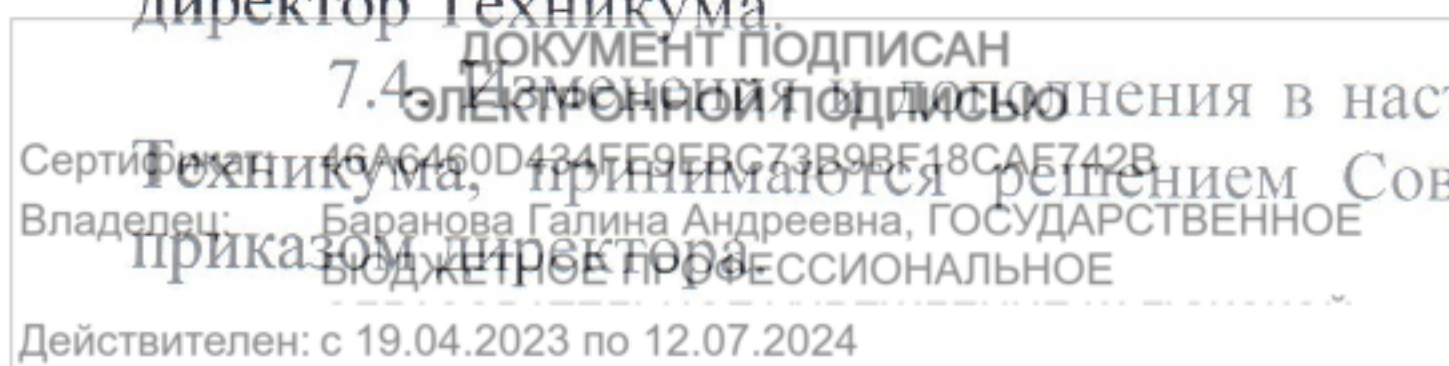 директор Техникума.
ДОКУМЕНТ ПОДПИСАН
7.4. Изменения и дополнения в наст
ЭЛЕКТРОННОЙ ПОДПИСЬЮ
Сертификат: 46A6460D434FE9EBC73B9BF18CAF742B
Техникума, принимаются решением Сов
Владелец: Баранова Галина Андреевна, ГОСУДАРСТВЕННОЕ
приказом директора.
БЮДЖЕТНОЕ ПРОФЕССИОНАЛЬНОЕ
Действителен: с 19.04.2023 по 12.07.2024